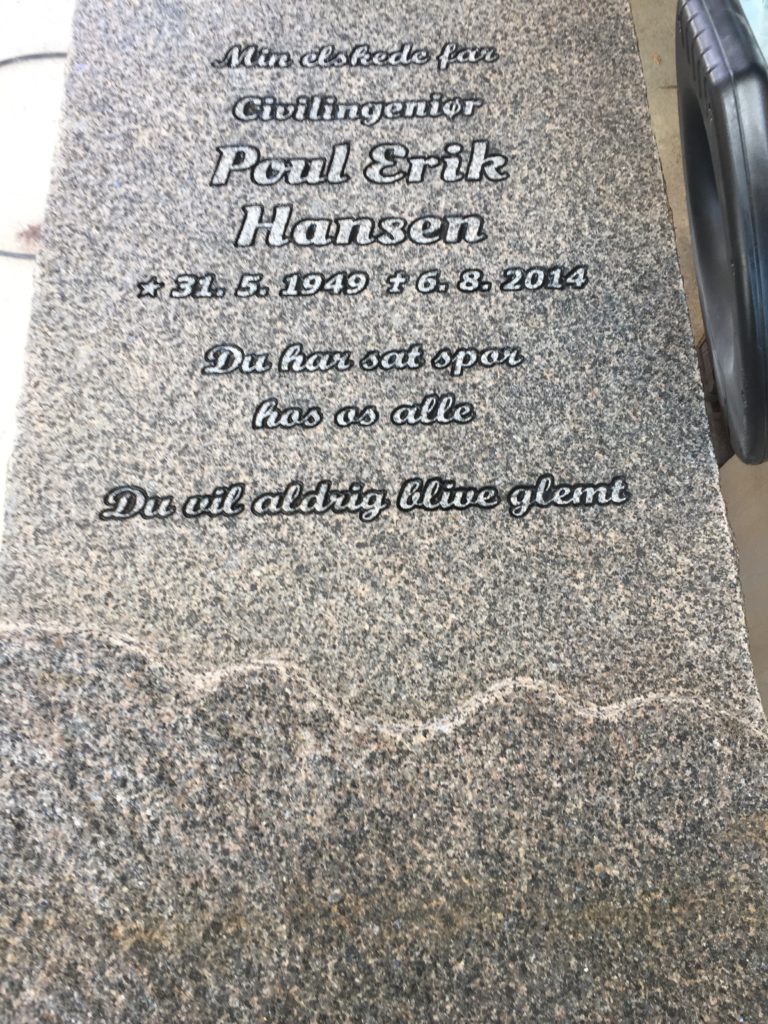 Min elskede far
Civilingeniør
Poul Erik
Hansen
★ 31. 5. 1949 ✝ 6. 8. 2014
Du har sat spor
hos os alle
Du vil aldrig blive glemt